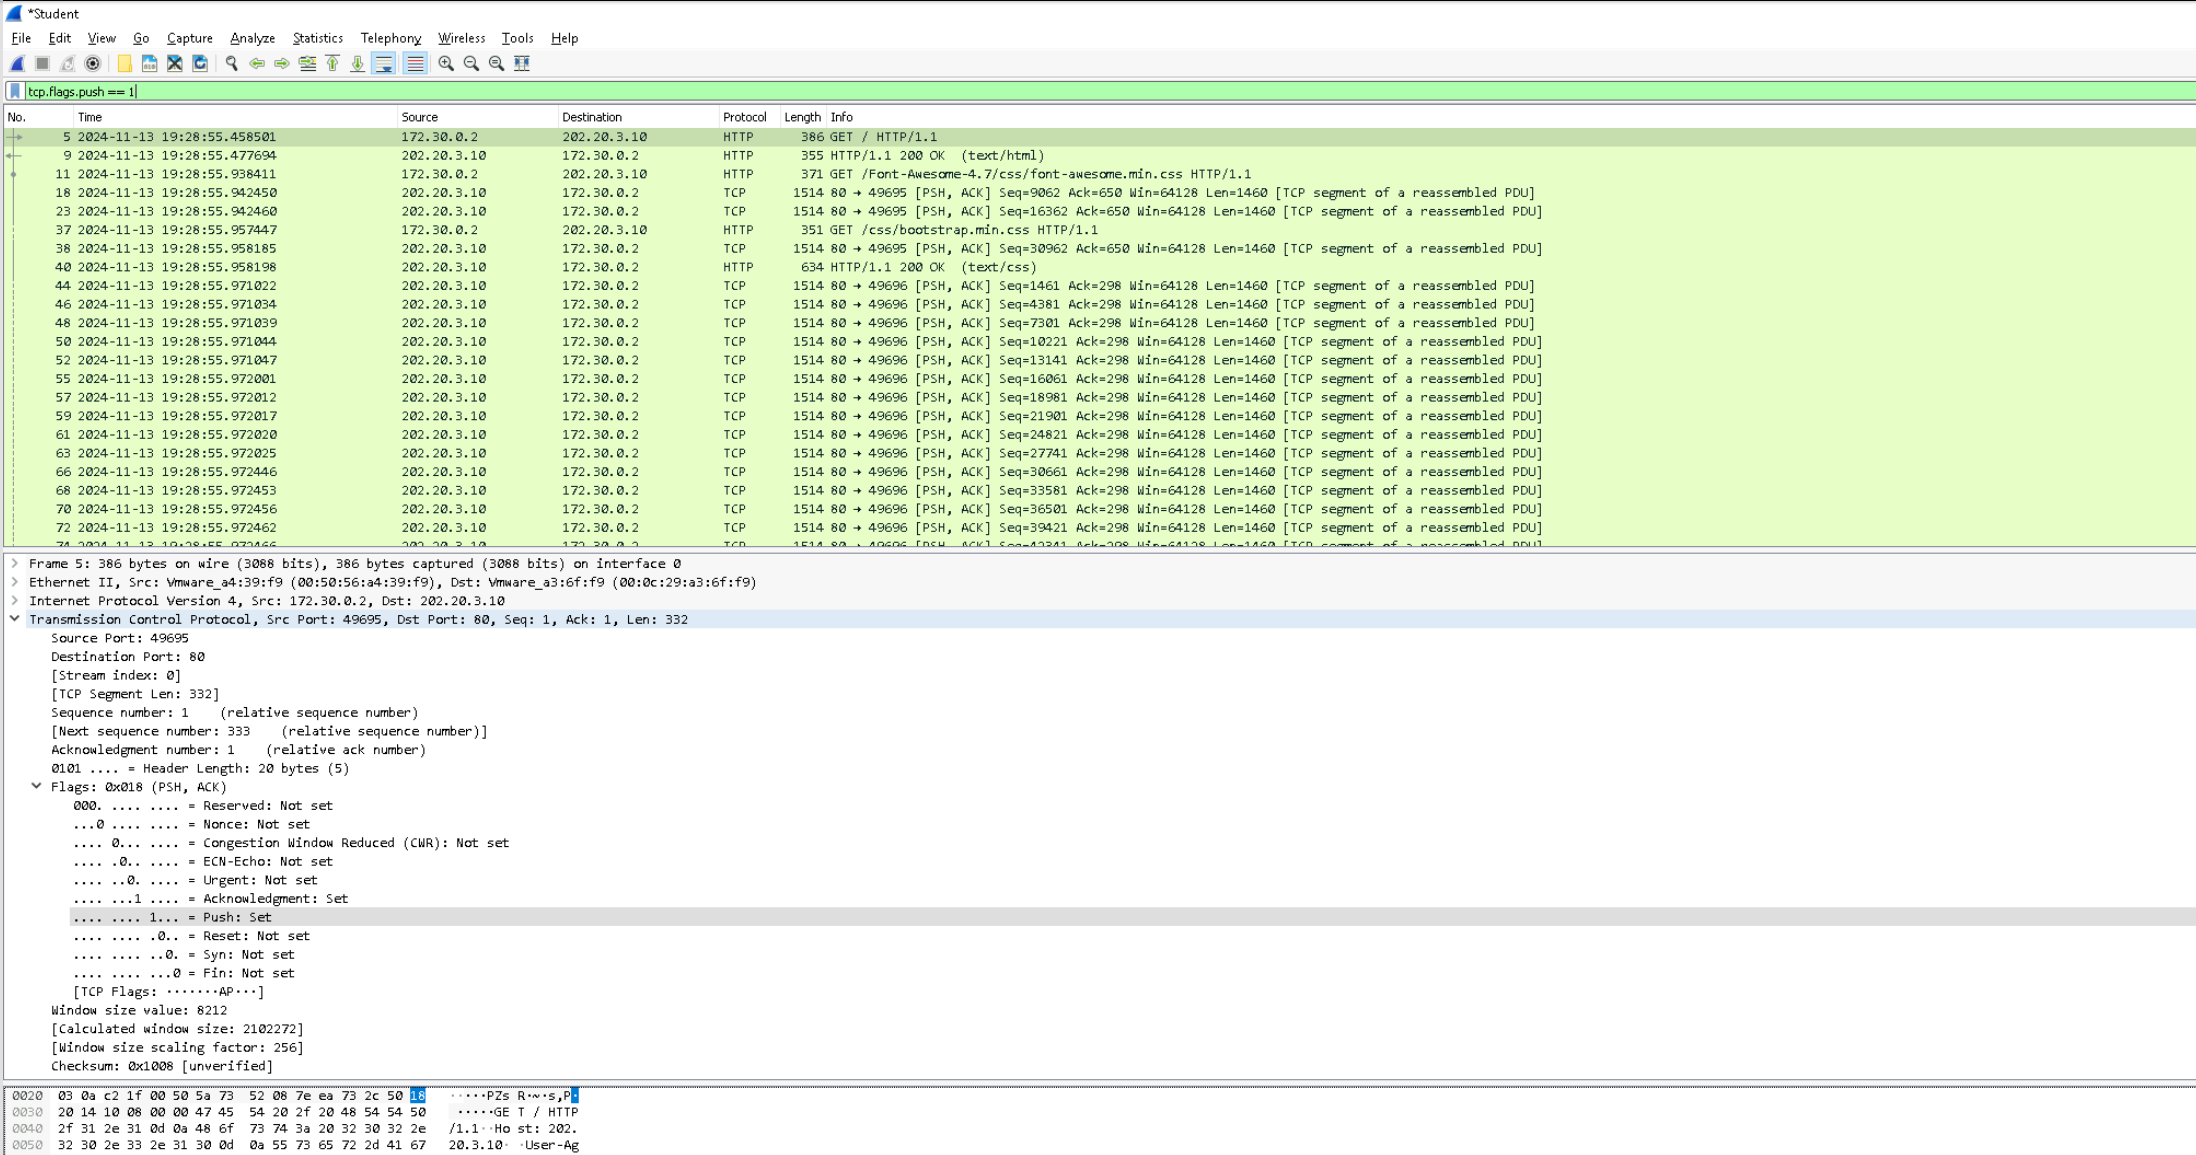 *Student
File Edit View Go Capture Analyze Statistics Telephony Wireless Tools Help
tcp.flags.push == 1
No. Time Source Destination Protocol Length Info
5 2024-11-13 19:28:55.458501 172.30.0.2 202.20.3.10 HTTP 386 GET / HTTP/1.1
9 2024-11-13 19:28:55.477694 202.20.3.10 172.30.0.2 HTTP 355 HTTP/1.1 200 OK (text/html)
11 2024-11-13 19:28:55.938411 172.30.0.2 202.20.3.10 HTTP 371 GET /Font-Awesome-4.7/css/font-awesome.min.css HTTP/1.1
18 2024-11-13 19:28:55.942450 202.20.3.10 172.30.0.2 TCP 1514 80 → 49695 [PSH, ACK] Seq=9062 Ack=650 Win=64128 Len=1460 [TCP segment of a reassembled PDU]
23 2024-11-13 19:28:55.942460 202.20.3.10 172.30.0.2 TCP 1514 80 → 49695 [PSH, ACK] Seq=16362 Ack=650 Win=64128 Len=1460 [TCP segment of a reassembled PDU]
37 2024-11-13 19:28:55.957447 172.30.0.2 202.20.3.10 HTTP 351 GET /css/bootstrap.min.css HTTP/1.1
38 2024-11-13 19:28:55.958185 202.20.3.10 172.30.0.2 TCP 1514 80 → 49695 [PSH, ACK] Seq=30962 Ack=650 Win=64128 Len=1460 [TCP segment of a reassembled PDU]
40 2024-11-13 19:28:55.958198 202.20.3.10 172.30.0.2 HTTP 634 HTTP/1.1 200 OK (text/css)
44 2024-11-13 19:28:55.971022 202.20.3.10 172.30.0.2 TCP 1514 80 → 49696 [PSH, ACK] Seq=1461 Ack=298 Win=64128 Len=1460 [TCP segment of a reassembled PDU]
46 2024-11-13 19:28:55.971034 202.20.3.10 172.30.0.2 TCP 1514 80 → 49696 [PSH, ACK] Seq=4381 Ack=298 Win=64128 Len=1460 [TCP segment of a reassembled PDU]
48 2024-11-13 19:28:55.971039 202.20.3.10 172.30.0.2 TCP 1514 80 → 49696 [PSH, ACK] Seq=7301 Ack=298 Win=64128 Len=1460 [TCP segment of a reassembled PDU]
50 2024-11-13 19:28:55.971044 202.20.3.10 172.30.0.2 TCP 1514 80 → 49696 [PSH, ACK] Seq=10221 Ack=298 Win=64128 Len=1460 [TCP segment of a reassembled PDU]
52 2024-11-13 19:28:55.971047 202.20.3.10 172.30.0.2 TCP 1514 80 → 49696 [PSH, ACK] Seq=13141 Ack=298 Win=64128 Len=1460 [TCP segment of a reassembled PDU]
55 2024-11-13 19:28:55.972001 202.20.3.10 172.30.0.2 TCP 1514 80 → 49696 [PSH, ACK] Seq=16061 Ack=298 Win=64128 Len=1460 [TCP segment of a reassembled PDU]
57 2024-11-13 19:28:55.972012 202.20.3.10 172.30.0.2 TCP 1514 80 → 49696 [PSH, ACK] Seq=18981 Ack=298 Win=64128 Len=1460 [TCP segment of a reassembled PDU]
59 2024-11-13 19:28:55.972017 202.20.3.10 172.30.0.2 TCP 1514 80 → 49696 [PSH, ACK] Seq=21901 Ack=298 Win=64128 Len=1460 [TCP segment of a reassembled PDU]
61 2024-11-13 19:28:55.972020 202.20.3.10 172.30.0.2 TCP 1514 80 → 49696 [PSH, ACK] Seq=24821 Ack=298 Win=64128 Len=1460 [TCP segment of a reassembled PDU]
63 2024-11-13 19:28:55.972025 202.20.3.10 172.30.0.2 TCP 1514 80 → 49696 [PSH, ACK] Seq=27741 Ack=298 Win=64128 Len=1460 [TCP segment of a reassembled PDU]
66 2024-11-13 19:28:55.972446 202.20.3.10 172.30.0.2 TCP 1514 80 → 49696 [PSH, ACK] Seq=30661 Ack=298 Win=64128 Len=1460 [TCP segment of a reassembled PDU]
68 2024-11-13 19:28:55.972453 202.20.3.10 172.30.0.2 TCP 1514 80 → 49696 [PSH, ACK] Seq=33581 Ack=298 Win=64128 Len=1460 [TCP segment of a reassembled PDU]
70 2024-11-13 19:28:55.972456 202.20.3.10 172.30.0.2 TCP 1514 80 → 49696 [PSH, ACK] Seq=36501 Ack=298 Win=64128 Len=1460 [TCP segment of a reassembled PDU]
72 2024-11-13 19:28:55.972462 202.20.3.10 172.30.0.2 TCP 1514 80 → 49696 [PSH, ACK] Seq=39421 Ack=298 Win=64128 Len=1460 [TCP segment of a reassembled PDU]
74 2024-11-13 19:28:55.972466 202.20.3.10 172.30.0.2 TCP 1514 80 → 49696 [PSH, ACK] Seq=42341 Ack=298 Win=64128 Len=1460 [TCP segment of a reassembled PDU]
Frame 5: 386 bytes on wire (3088 bits), 386 bytes captured (3088 bits) on interface 0
Ethernet II, Src: Vmware_a4:39:f9 (00:50:56:a4:39:f9), Dst: Vmware_a3:6f:f9 (00:0c:29:a3:6f:f9)
Internet Protocol Version 4, Src: 172.30.0.2, Dst: 202.20.3.10
Transmission Control Protocol, Src Port: 49695, Dst Port: 80, Seq: 1, Ack: 1, Len: 332
Source Port: 49695
Destination Port: 80
[Stream index: 0]
[TCP Segment Len: 332]
Sequence number: 1 (relative sequence number)
[Next sequence number: 333 (relative sequence number)]
Acknowledgment number: 1 (relative ack number)
0101 .... = Header Length: 20 bytes (5)
Flags: 0x018 (PSH, ACK)
000. .... .... = Reserved: Not set
...0 .... .... = Nonce: Not set
.... 0... .... = Congestion Window Reduced (CWR): Not set
.... .0.. .... = ECN-Echo: Not set
.... ..0. .... = Urgent: Not set
.... ...1 .... = Acknowledgment: Set
.... .... 1... = Push: Set
.... .... .0.. = Reset: Not set
.... .... ..0. = Syn: Not set
.... .... ...0 = Fin: Not set
[TCP Flags: ·······AP···]
Window size value: 8212
[Calculated window size: 2102272]
[Window size scaling factor: 256]
Checksum: 0x1008 [unverified]
0020 03 0a c2 1f 00 50 5a 73 52 08 7e ea 73 2c 50 18 ·····PZs R·~·s,P·
0030 20 14 10 08 00 00 47 45 54 20 2f 20 48 54 54 50 ·····GE T / HTTP
0040 2f 31 2e 31 0d 0a 48 6f 73 74 3a 20 32 30 32 2e /1.1··Ho st: 202.
0050 32 30 2e 33 2e 31 30 0d 0a 55 73 65 72 2d 41 67 20.3.10· ·User-Ag